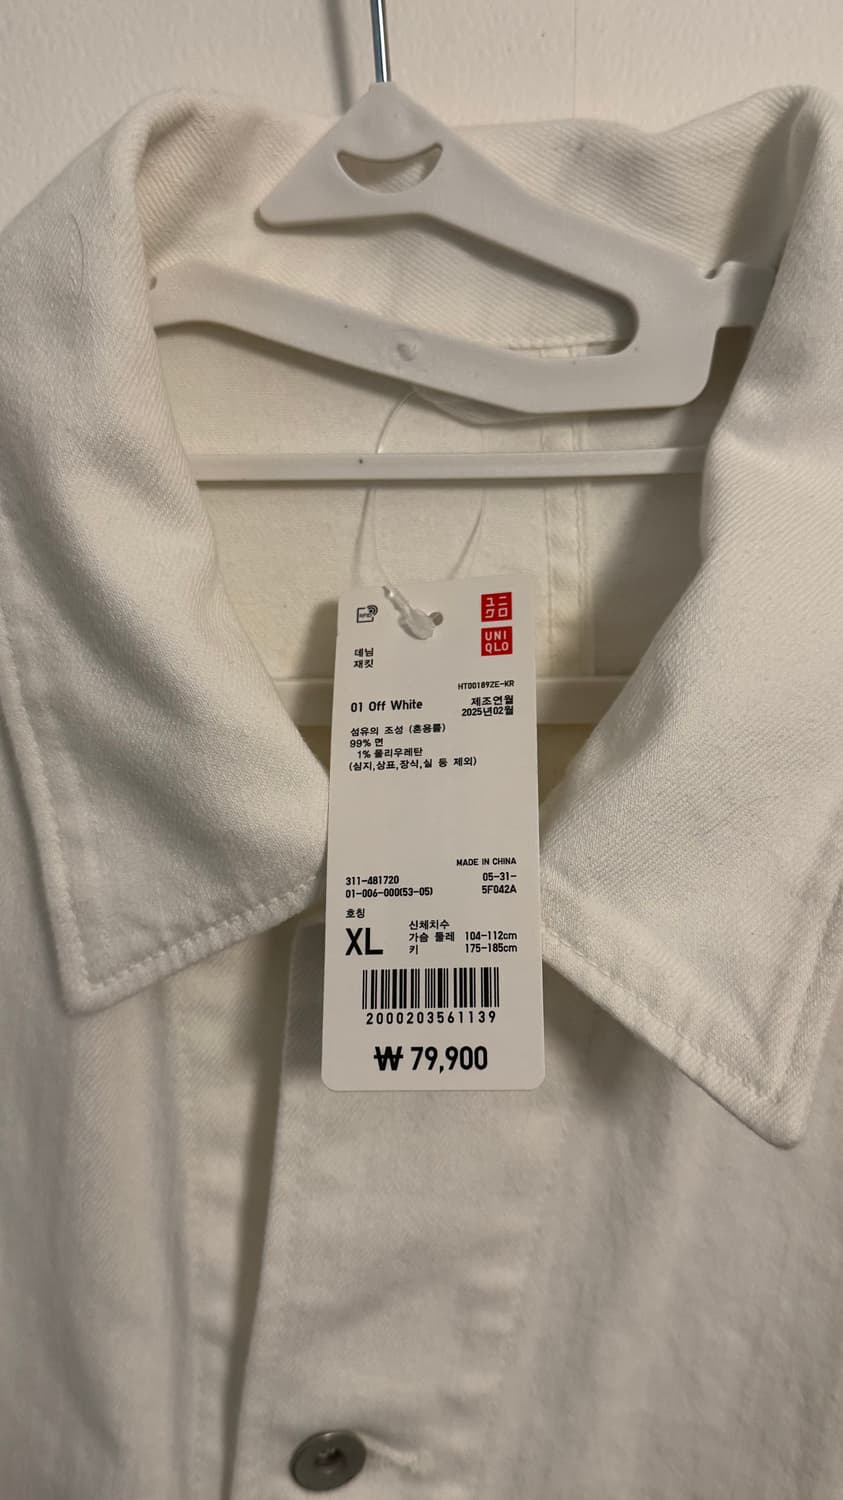 RFID
ユニ
クロ
UNI
QLO
데님
재킷
HT00189ZE-KR
01 Off White
제조연월
2025년02월
섬유의 조성 (혼용률)
99% 면
1% 폴리우레탄
(심지,상표,장식,실 등 제외)
MADE IN CHINA
311-481720
05-31-
01-006-000(53-05)
5F042A
호칭
XL
신체치수
가슴 둘레 104-112cm
키 175-185cm
2000203561139
₩ 79,900